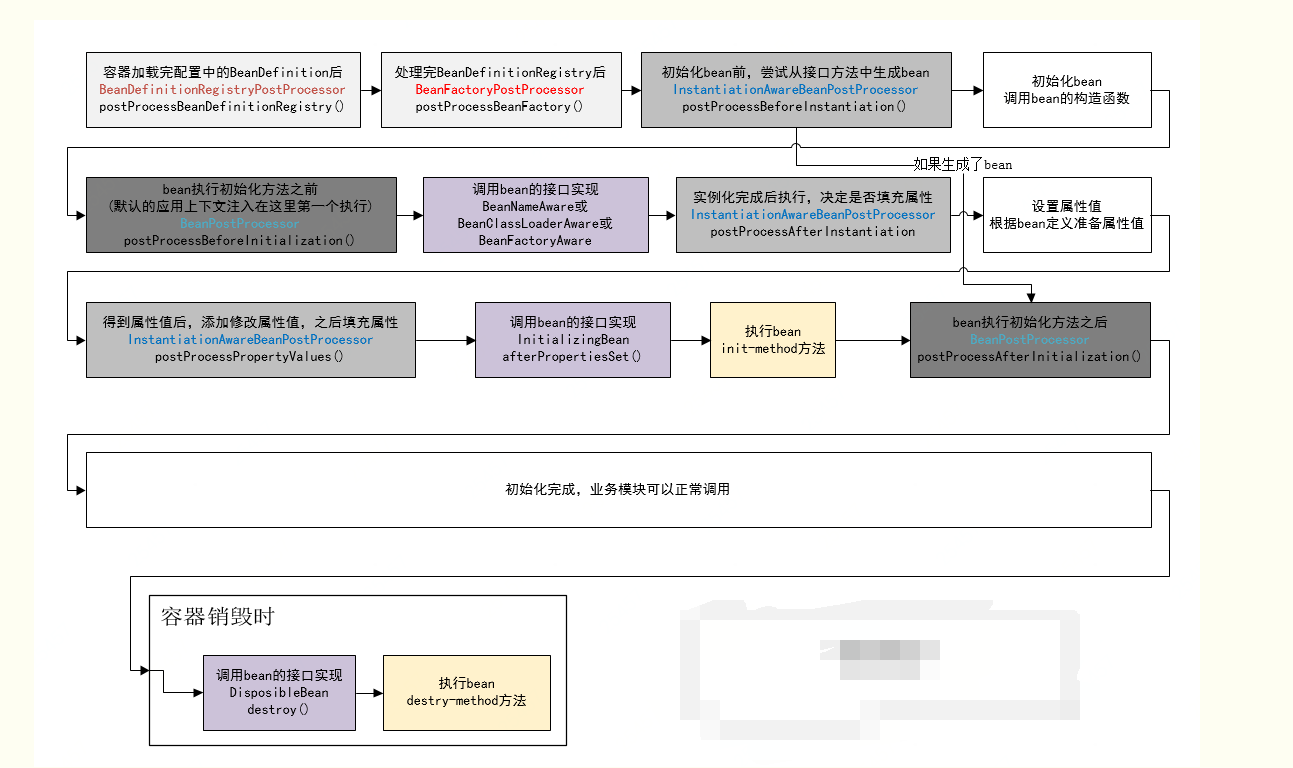 容器加载完配置中的BeanDefinition后
BeanDefinitionRegistryPostProcessor
postProcessBeanDefinitionRegistry()
处理完BeanDefinitionRegistry后
BeanFactoryPostProcessor
postProcessBeanFactory()
初始化bean前，尝试从接口方法中生成bean
InstantiationAwareBeanPostProcessor
postProcessBeforeInstantiation()
初始化bean
调用bean的构造函数
如果生成了bean
bean执行初始化方法之前
(默认的应用上下文注入在这里第一个执行)
BeanPostProcessor
postProcessBeforeInitialization()
调用bean的接口实现
BeanNameAware或
BeanClassLoaderAware或
BeanFactoryAware
实例化完成后执行，决定是否填充属性
InstantiationAwareBeanPostProcessor
postProcessAfterInstantiation
设置属性值
根据bean定义准备属性值
得到属性值后，添加修改属性值，之后填充属性
InstantiationAwareBeanPostProcessor
postProcessPropertyValues()
调用bean的接口实现
InitializingBean
afterPropertiesSet()
执行bean
init-method方法
bean执行初始化方法之后
BeanPostProcessor
postProcessAfterInitialization()
初始化完成，业务模块可以正常调用
容器销毁时
调用bean的接口实现
DisposibleBean
destroy()
执行bean
destry-method方法